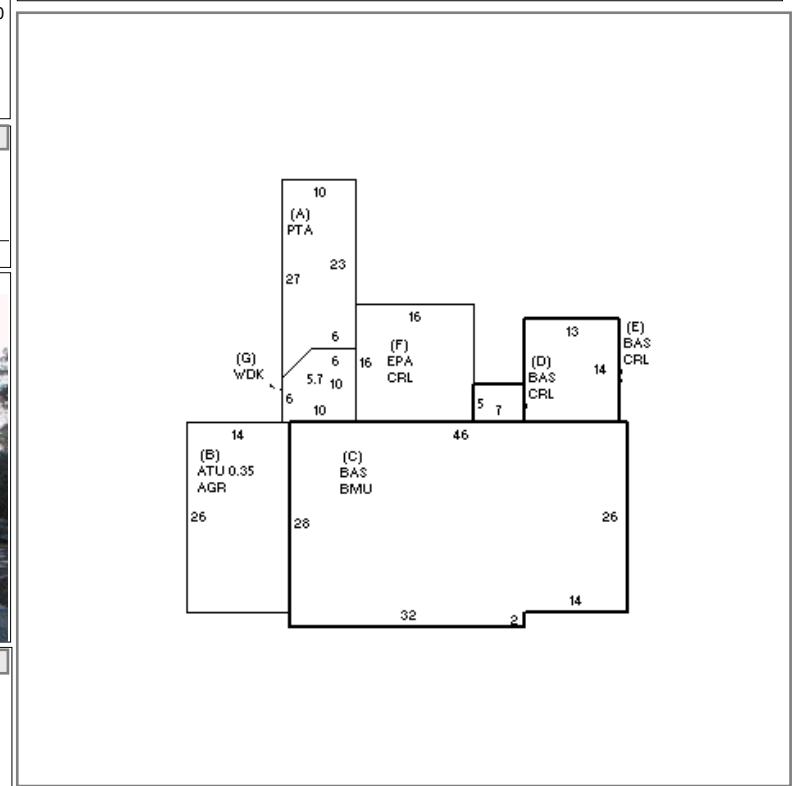 0
10
(A)
PTA
23
27
6
16
(F)
EPA
CRL
16
(G)
WDK
6
5.7
10
6
10
13
(E)
BAS
CRL
(D)
BAS
CRL
14
5
7
14
(B)
ATU 0.35
AGR
26
46
(C)
BAS
BMU
28
26
14
32
2